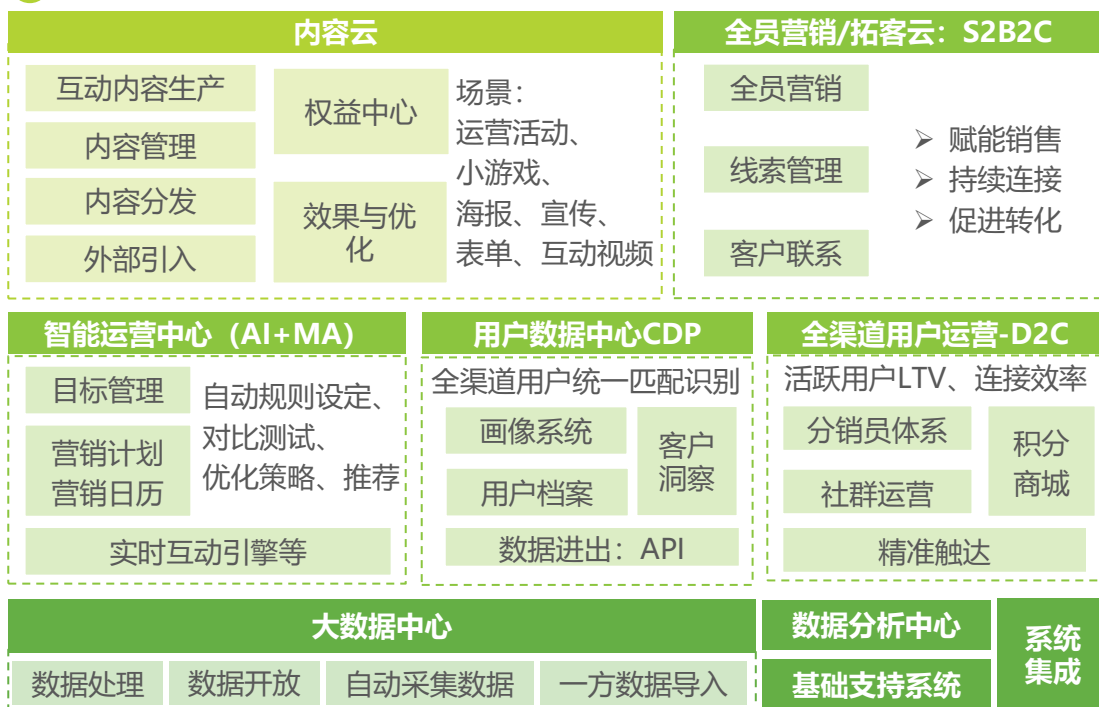 内容云
互动内容生产
内容管理
内容分发
外部引入
权益中心
效果与优
化
场景：
运营活动、
小游戏、
海报、宣传、
表单、互动视频
全员营销/拓客云：S2B2C
全员营销
线索管理
客户联系
➢ 赋能销售
➢ 持续连接
➢ 促进转化
智能运营中心（AI+MA）
目标管理
营销计划
营销日历
自动规则设定、
对比测试、
优化策略、推荐
实时互动引擎等
用户数据中心CDP
全渠道用户统一匹配识别
画像系统
用户档案
客户
洞察
数据进出：API
全渠道用户运营-D2C
活跃用户LTV、连接效率
分销员体系
社群运营
积分
商城
精准触达
大数据中心
数据处理
数据开放
自动采集数据
一方数据导入
数据分析中心
基础支持系统
系统
集成